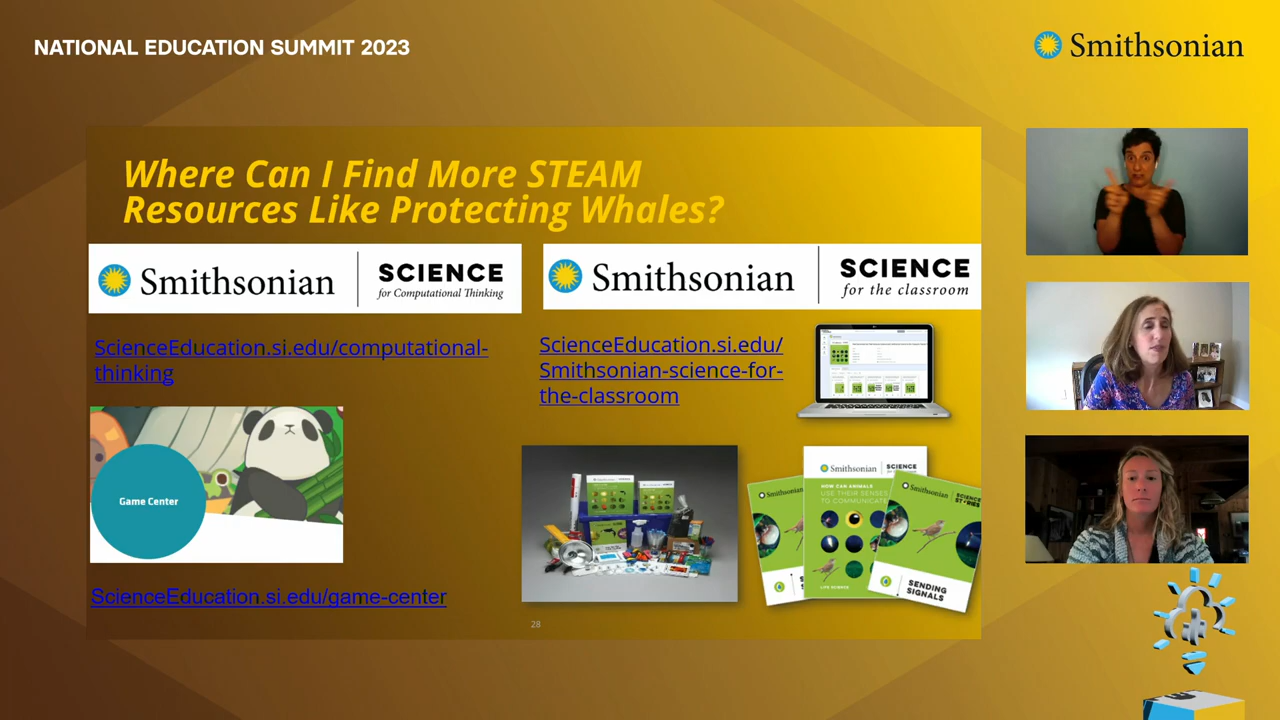 NATIONAL EDUCATION SUMMIT 2023
Smithsonian
Where Can I Find More STEAM
Resources Like Protecting Whales?
Smithsonian
SCIENCE
for Computational Thinking
Smithsonian
SCIENCE
for the classroom
ScienceEducation.si.edu/computational-
thinking
ScienceEducation.si.edu/
Smithsonian-science-for-
the-classroom
Game Center
ScienceEducation.si.edu/game-center
Smithsonian
SCIENCE
HOW CAN ANIMALS
USE THEIR SENSES
TO COMMUNICATE
LIFE SCIENCE
Smithsonian
Smithsonian
SCIENCE
SENDING
SIGNALS
28